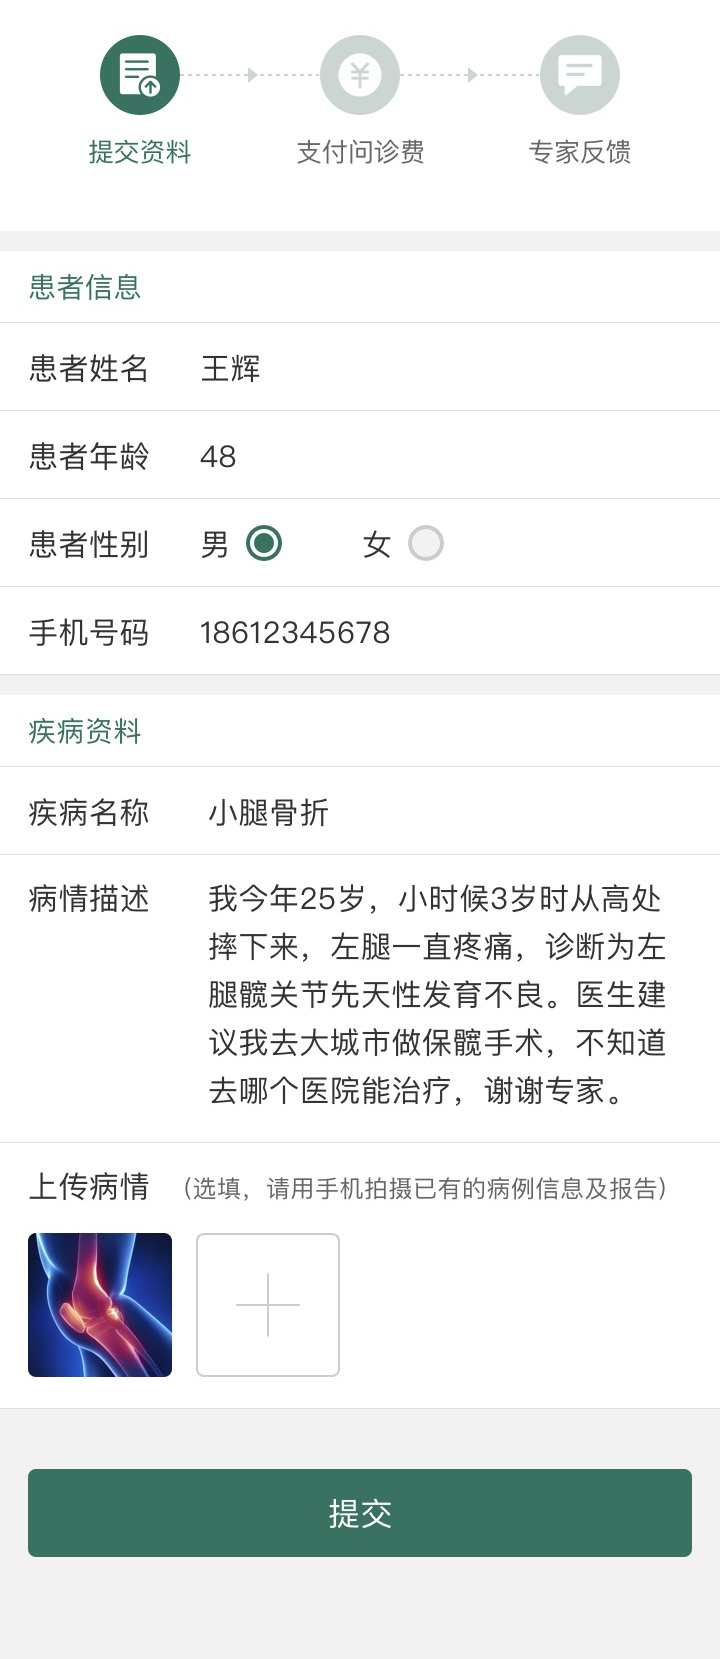 提交资料 支付问诊费 专家反馈
患者信息
患者姓名 王辉
患者年龄 48
患者性别 男 女
手机号码 18612345678
疾病资料
疾病名称 小腿骨折
病情描述 我今年25岁，小时候3岁时从高处
摔下来，左腿一直疼痛，诊断为左
腿髋关节先天性发育不良。医生建
议我去大城市做保髋手术，不知道
去哪个医院能治疗，谢谢专家。
上传病情 （选填，请用手机拍摄已有的病例信息及报告）
提交